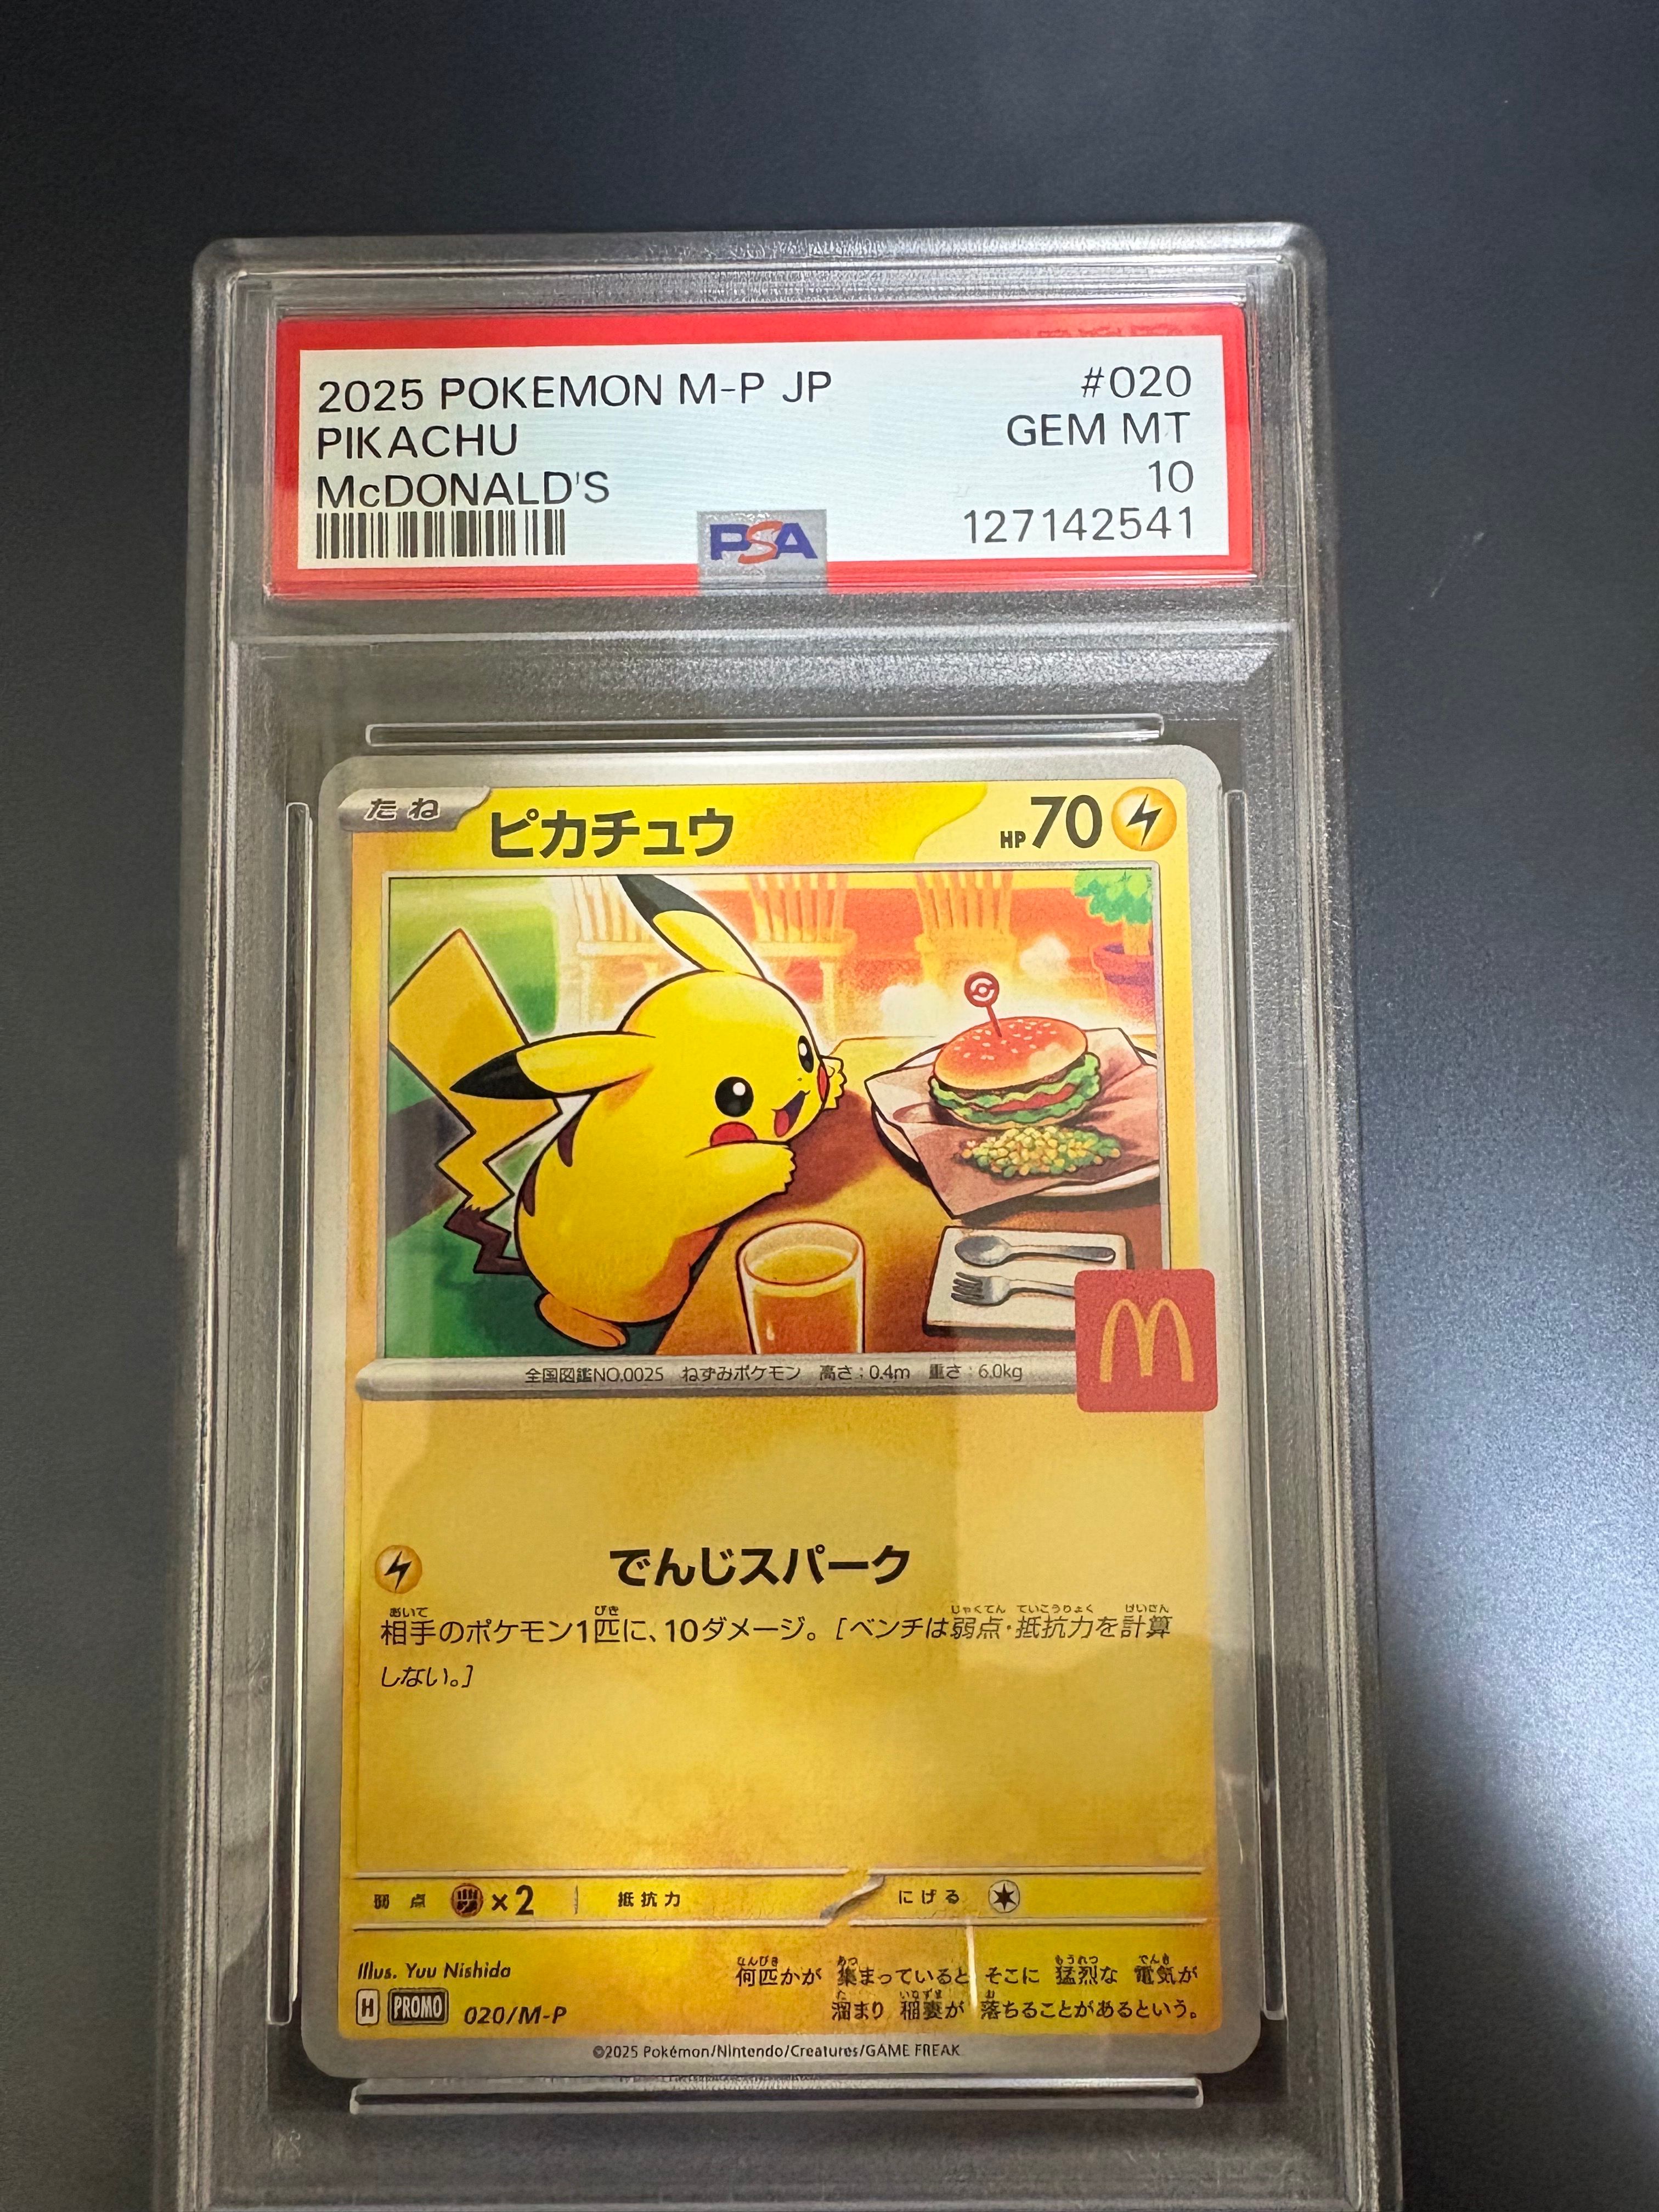 2025 POKEMON M-P JP #020
PIKACHU GEM MT
McDONALD'S 10
PSA 127142541
たね ピカチュウ HP70
全国図鑑NO.0025 ねずみポケモン 高さ:0.4m 重さ:6.0kg
でんじスパーク
相手のポケモン1匹に、10ダメージ。[ベンチは弱点・抵抗力を計算
しない。]
弱点 ×2 抵抗力 にげる
Illus. Yuu Nishida
何匹かが 集まっていると そこに 猛烈な 電気が
溜まり 稲妻が 落ちることがあるという。
H PROMO 020/M-P
©2025 Pokémon/Nintendo/Creatures/GAME FREAK